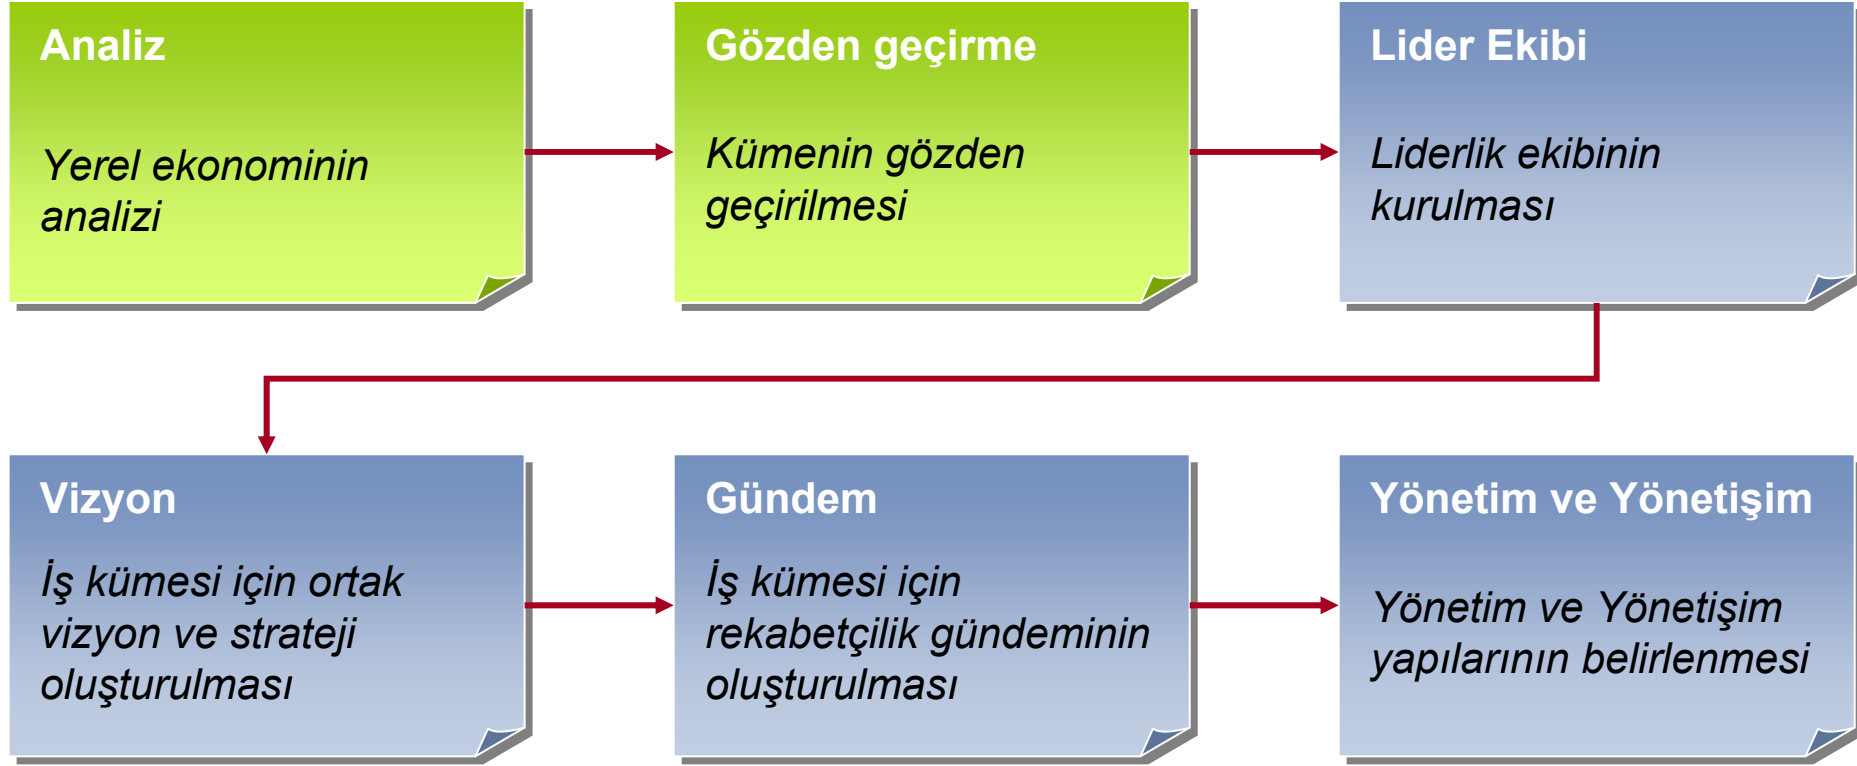 Analiz
Yerel ekonominin
analizi
Gözden geçirme
Kümenin gözden
geçirilmesi
Lider Ekibi
Liderlik ekibinin
kurulması
Vizyon
İş kümesi için ortak
vizyon ve strateji
oluşturulması
Gündem
İş kümesi için
rekabetçilik gündeminin
oluşturulması
Yönetim ve Yönetişim
Yönetim ve Yönetişim
yapılarının belirlenmesi